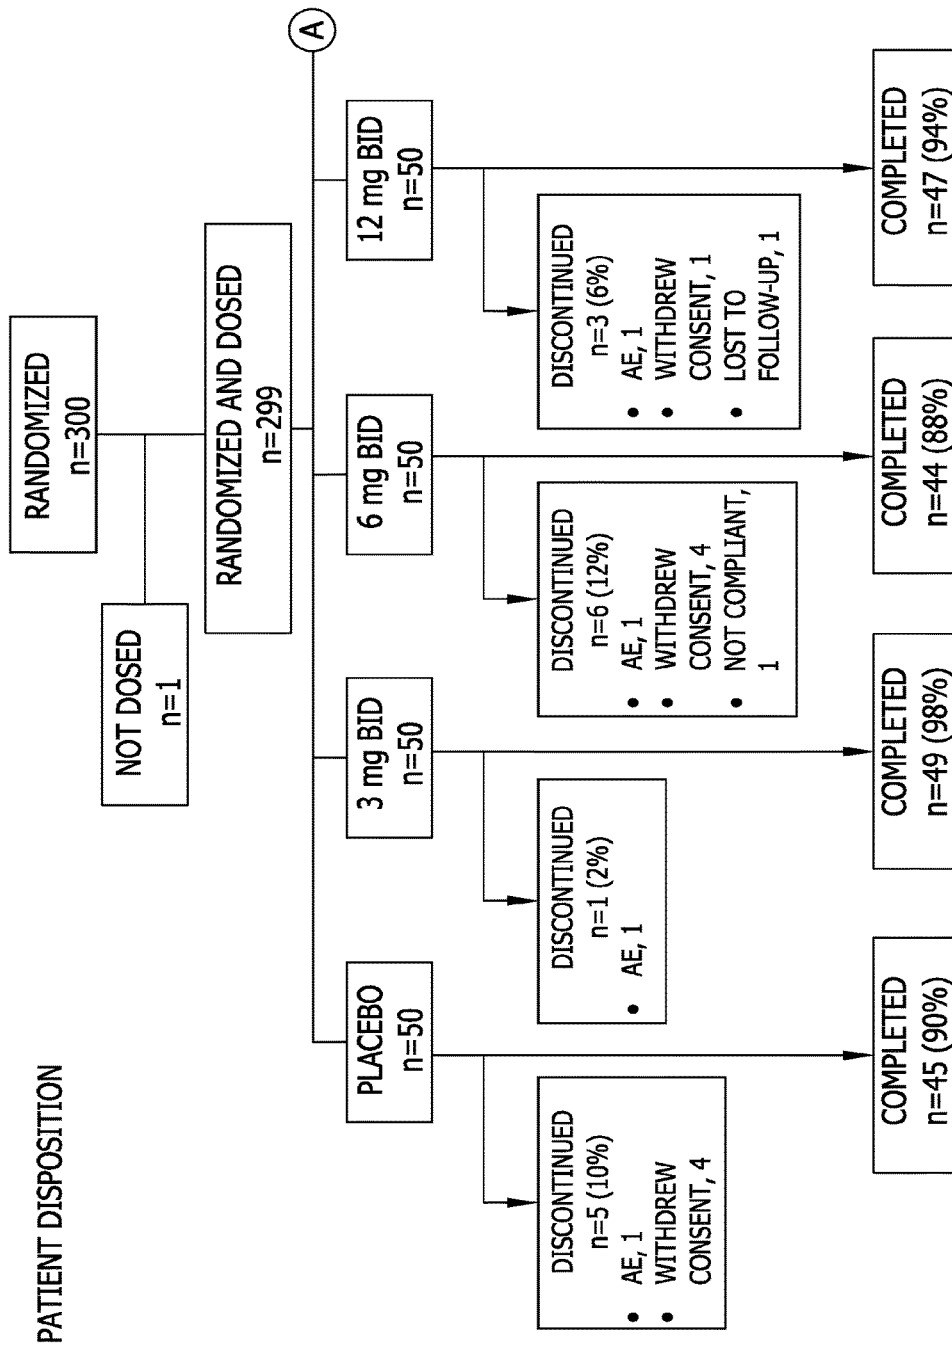 PATIENT DISPOSITION
RANDOMIZED
n=300
NOT DOSED
n=1
RANDOMIZED AND DOSED
n=299
A
PLACEBO
n=50
3 mg BID
n=50
6 mg BID
n=50
12 mg BID
n=50
DISCONTINUED
n=5 (10%)
• AE, 1
• WITHDREW
CONSENT, 4
DISCONTINUED
n=1 (2%)
• AE, 1
DISCONTINUED
n=6 (12%)
• AE, 1
• WITHDREW
CONSENT, 4
• NOT COMPLIANT,
1
DISCONTINUED
n=3 (6%)
• AE, 1
• WITHDREW
CONSENT, 1
• LOST TO
FOLLOW-UP, 1
COMPLETED
n=45 (90%)
COMPLETED
n=49 (98%)
COMPLETED
n=44 (88%)
COMPLETED
n=47 (94%)